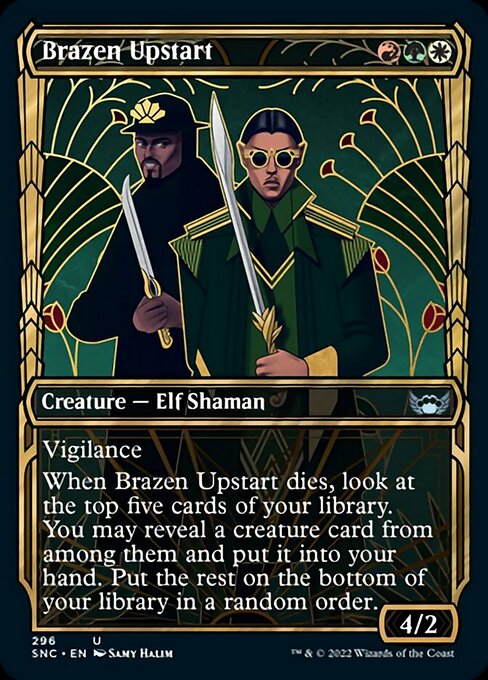 Brazen Upstart
Creature — Elf Shaman
Vigilance
When Brazen Upstart dies, look at
the top five cards of your library.
You may reveal a creature card from
among them and put it into your
hand. Put the rest on the bottom of
your library in a random order.
4/2
296 U
SNC • EN Samy Halim
™ & © 2022 Wizards of the Coast